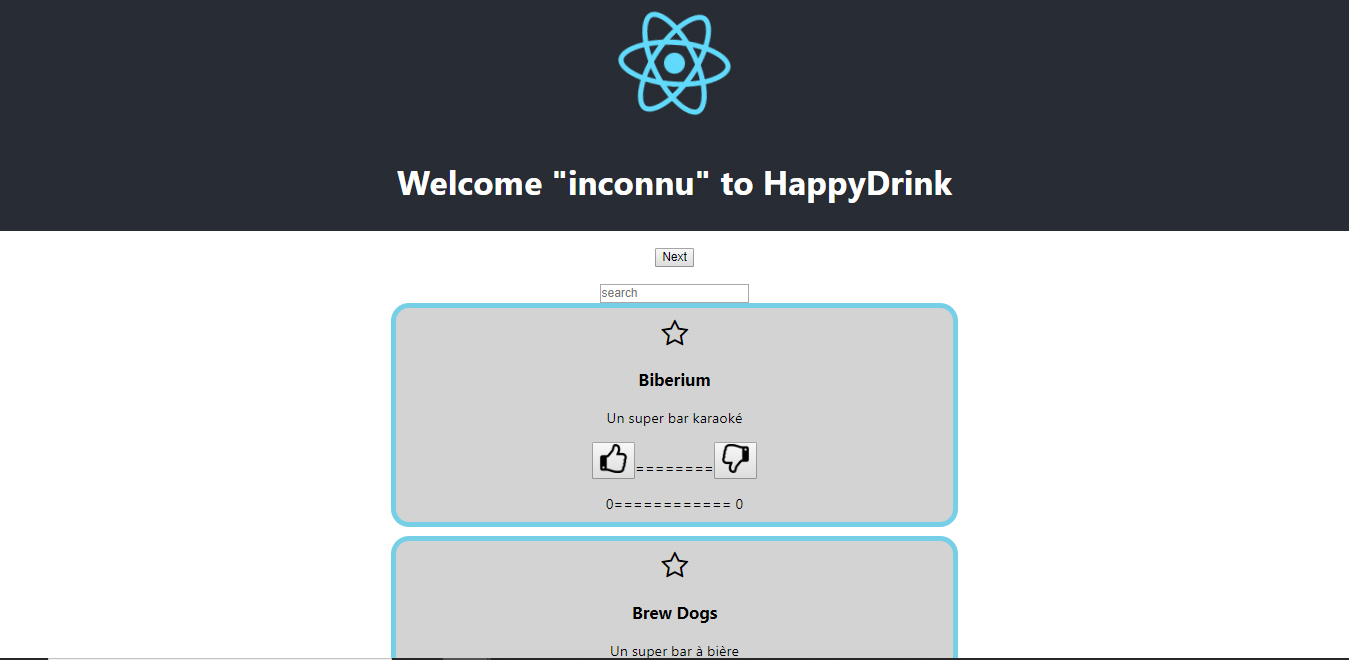 Welcome "inconnu" to HappyDrink
Next
search
Biberium
Un super bar karaoké
========
0============ 0
Brew Dogs
Un super bar à bière